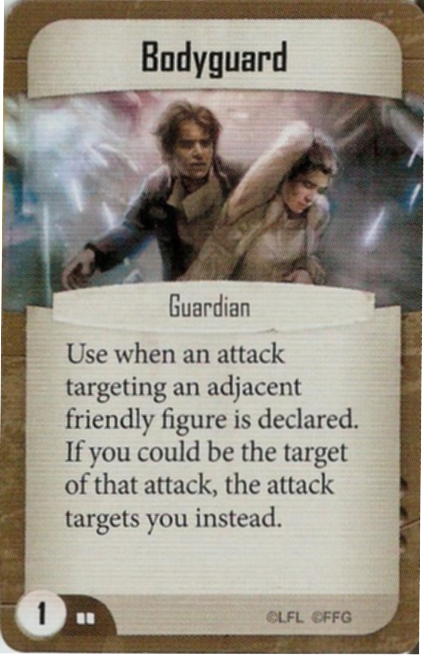 Bodyguard
Guardian
Use when an attack
targeting an adjacent
friendly figure is declared.
If you could be the target
of that attack, the attack
targets you instead.
1
©LFL ©FFG